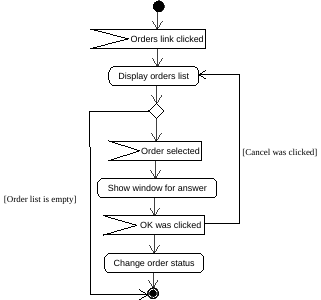 Orders link clicked
Display orders list
Order selected
[Cancel was clicked]
Show window for answer
[Order list is empty]
OK was clicked
Change order status